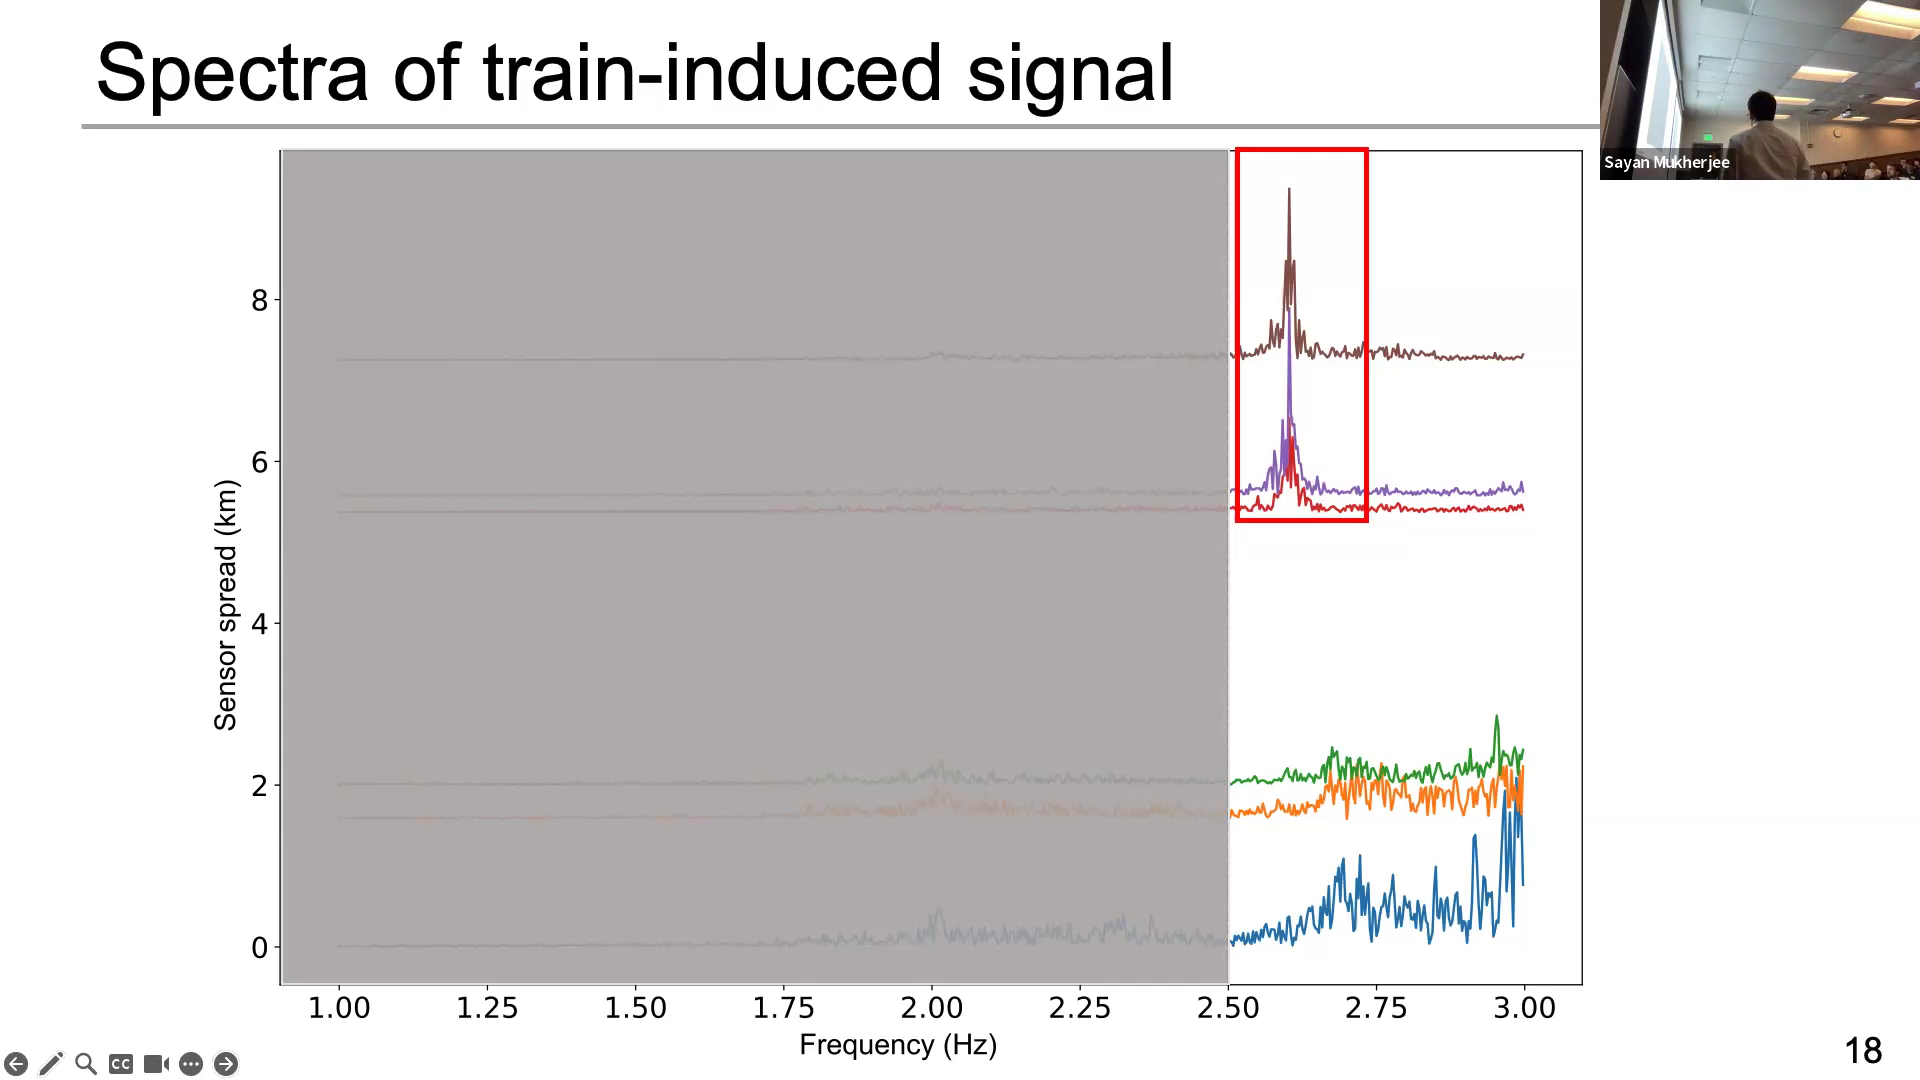 Spectra of train-induced signal
Sayan Mukherjee
8
6
4
2
0
Sensor spread (km)
1.00 1.25 1.50 1.75 2.00 2.25 2.50 2.75 3.00
Frequency (Hz)
CC
18